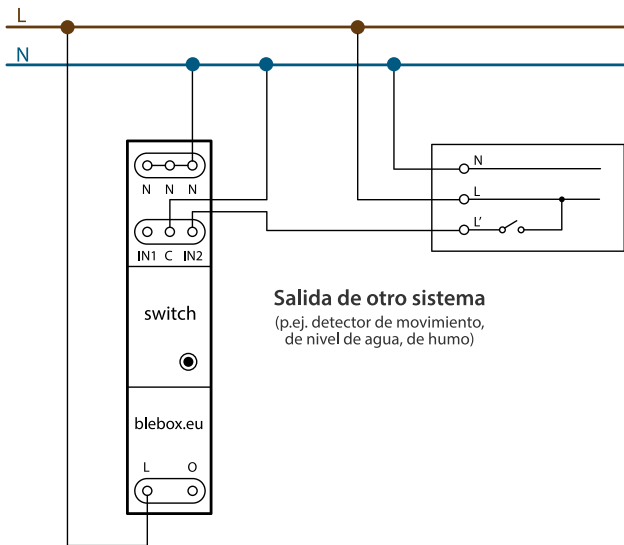 L
N
N N N
IN1 C IN2
switch
blebox.eu
L O
N
L
L'
Salida de otro sistema
(p.ej. detector de movimiento,
de nivel de agua, de humo)